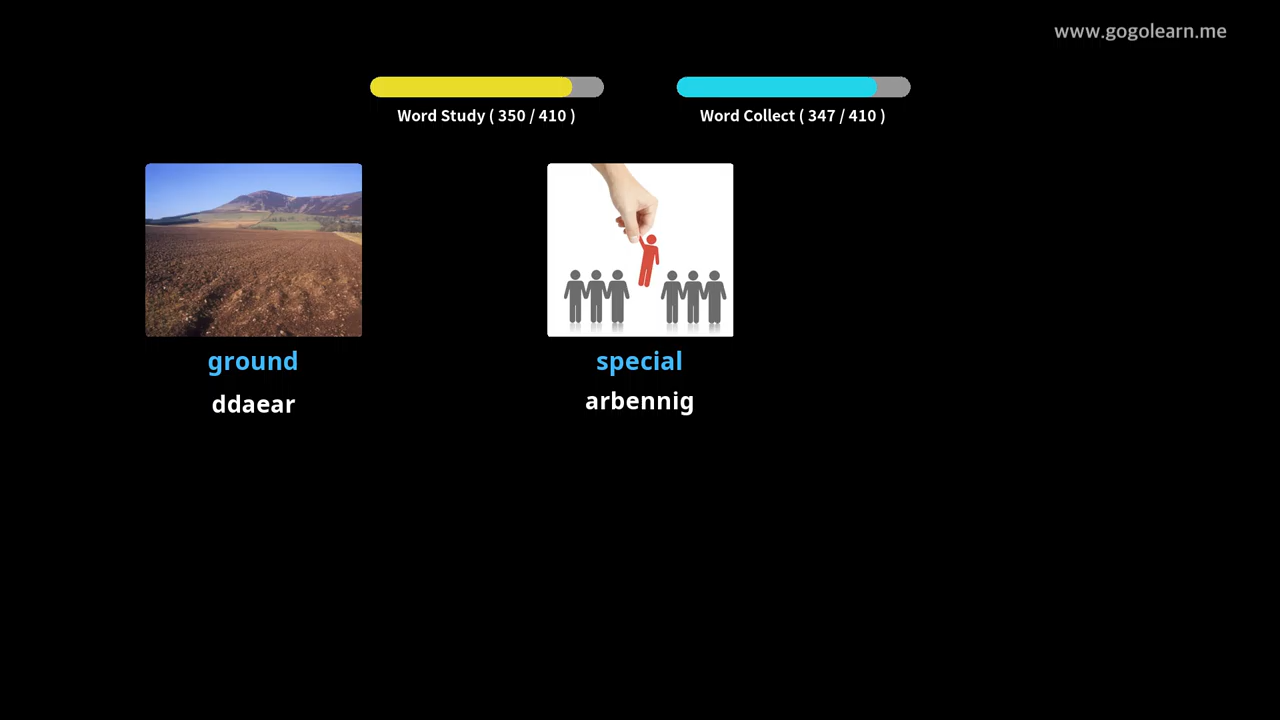 www.gogolearn.me
Word Study ( 350 / 410 )
Word Collect ( 347 / 410 )
ground
ddaear
special
arbennig